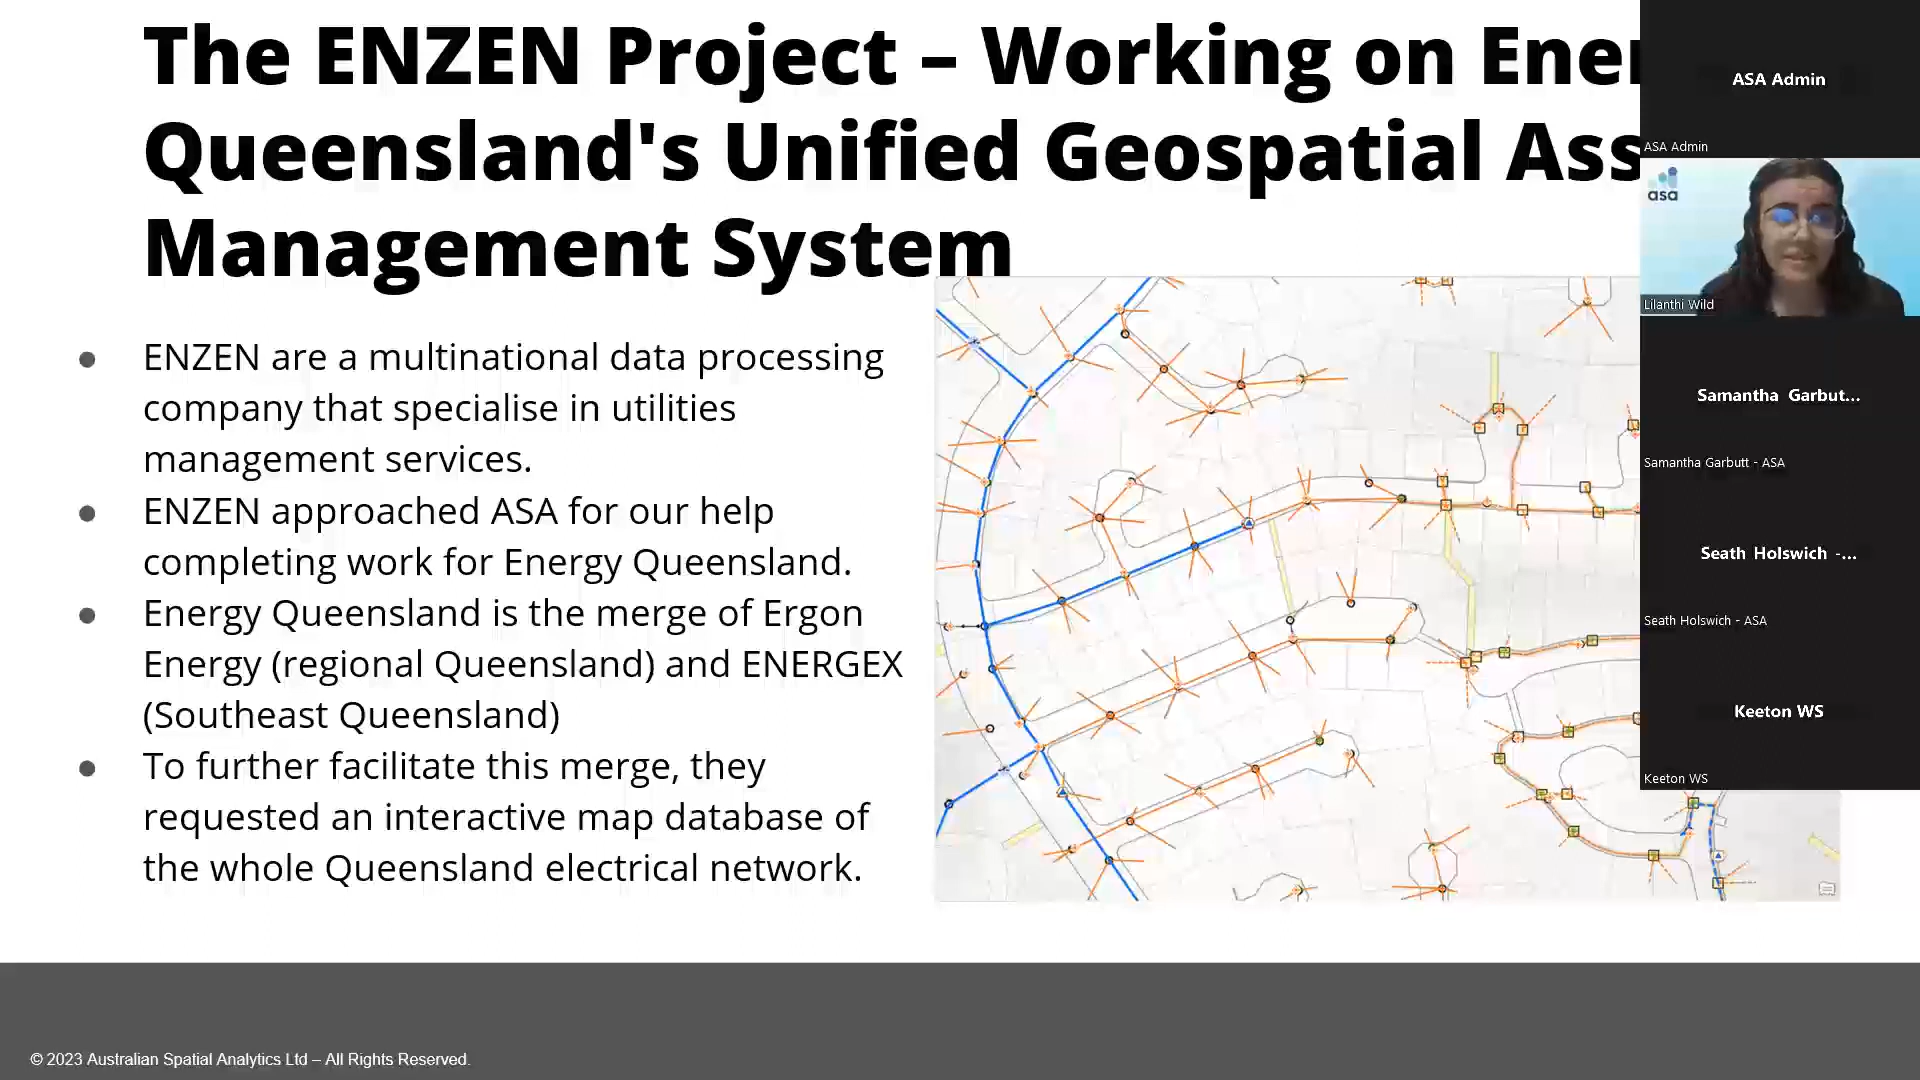 The ENZEN Project – Working on Ener
Queensland's Unified Geospatial Ass
Management System
ENZEN are a multinational data processing
company that specialise in utilities
management services.
ENZEN approached ASA for our help
completing work for Energy Queensland.
Energy Queensland is the merge of Ergon
Energy (regional Queensland) and ENERGEX
(Southeast Queensland)
To further facilitate this merge, they
requested an interactive map database of
the whole Queensland electrical network.
© 2023 Australian Spatial Analytics Ltd – All Rights Reserved.
ASA Admin
ASA Admin
asa
Lilanthi Wild
Samantha Garbut...
Samantha Garbutt - ASA
Seath Holswich -...
Seath Holswich - ASA
Keeton WS
Keeton WS